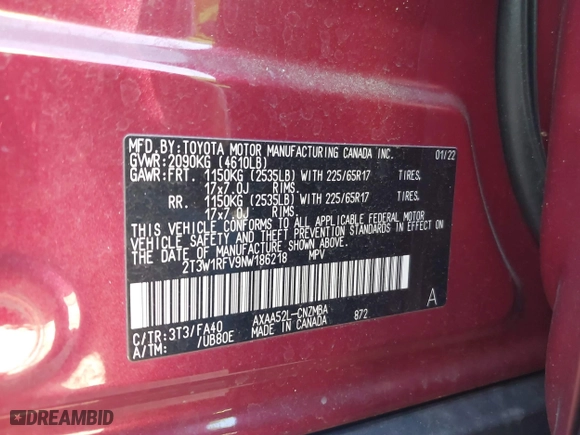 MFD. BY: TOYOTA MOTOR MANUFACTURING CANADA INC. 01/22
GVWR: 2090KG (4610LB)
GAWR: FRT. 1150KG (2535LB) WITH 225/65R17 TIRES.
17x7.0J RIMS.
RR. 1150KG (2535LB) WITH 225/65R17 TIRES.
17x7.0J RIMS.
THIS VEHICLE CONFORMS TO ALL APPLICABLE FEDERAL MOTOR
VEHICLE SAFETY AND THEFT PREVENTION STANDARDS IN EFFECT ON
THE DATE OF MANUFACTURE SHOWN ABOVE.
2T3W1RFV9NW186218 MPV
A
C/TR: 3T3/FA40 AXAA52L-CNZMBA 872
A/TM: /UB80E MADE IN CANADA
DREAMBID